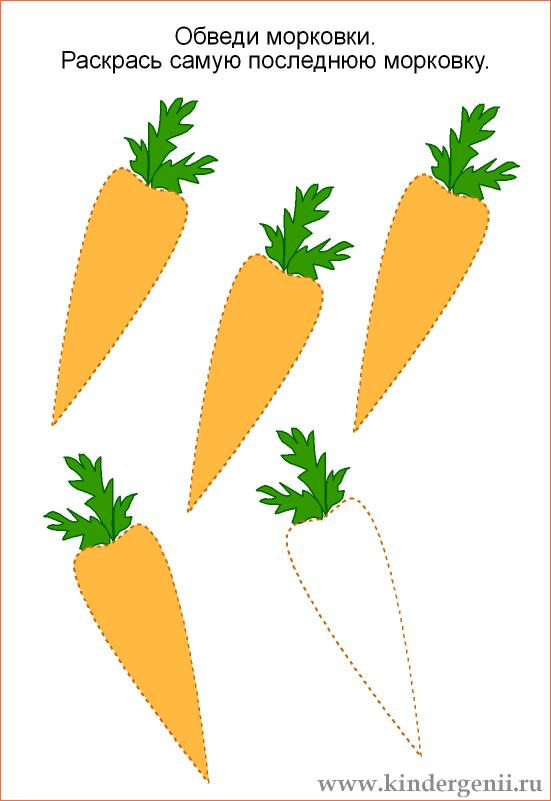 Обведи морковки.
Раскрась самую последнюю морковку.
www.kindergenii.ru